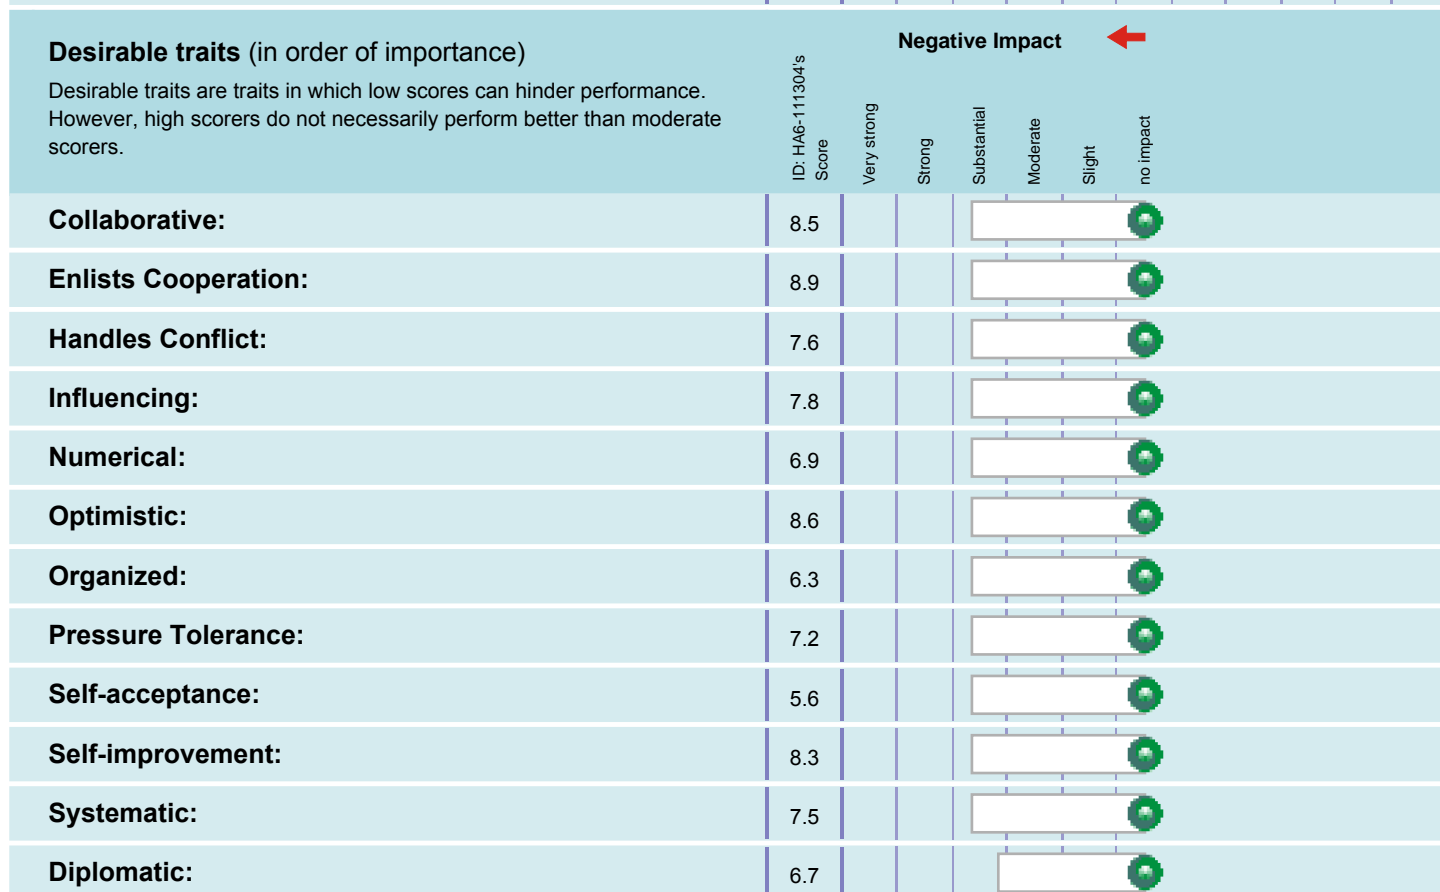 Desirable traits (in order of importance)
Desirable traits are traits in which low scores can hinder performance.
However, high scorers do not necessarily perform better than moderate
scorers.
ID: HA6-111304's
Score
Negative Impact
Very strong
Strong
Substantial
Moderate
Slight
no impact
Collaborative: 8.5
Enlists Cooperation: 8.9
Handles Conflict: 7.6
Influencing: 7.8
Numerical: 6.9
Optimistic: 8.6
Organized: 6.3
Pressure Tolerance: 7.2
Self-acceptance: 5.6
Self-improvement: 8.3
Systematic: 7.5
Diplomatic: 6.7